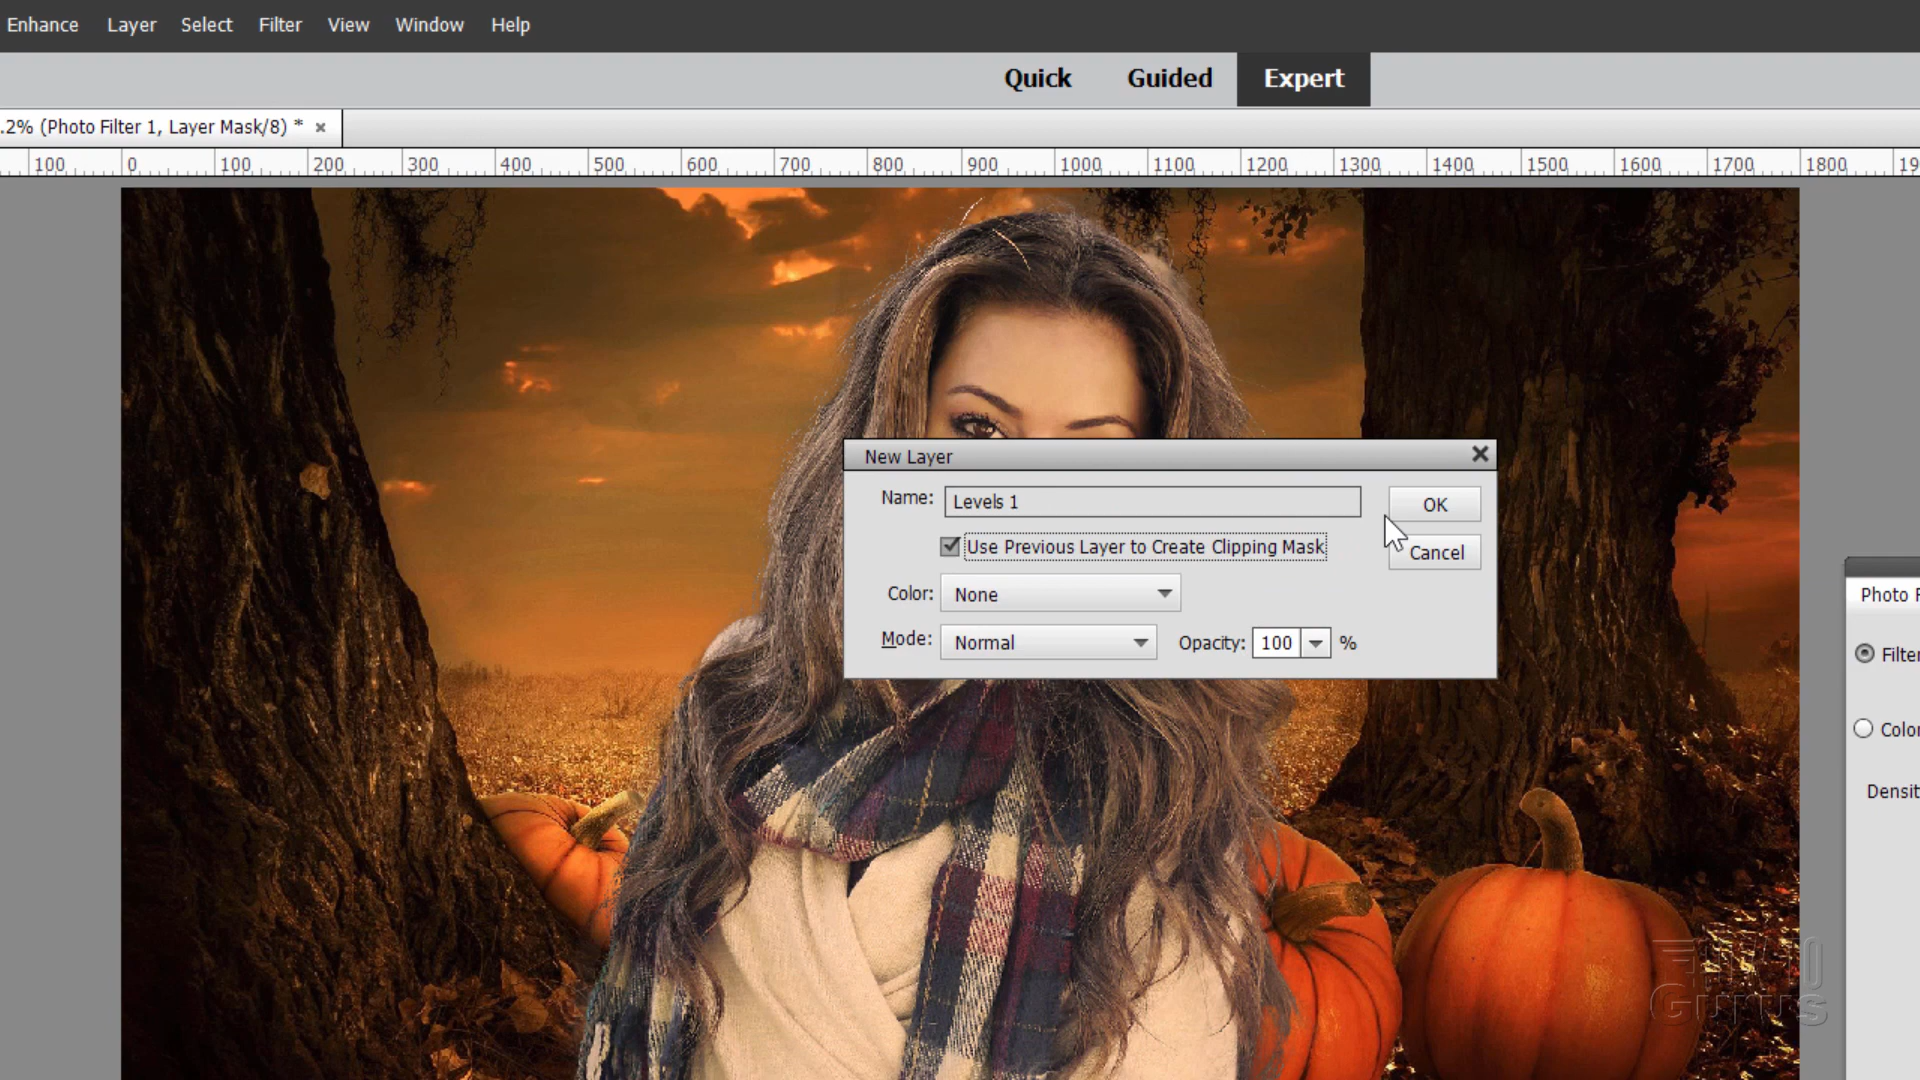 Enhance Layer Select Filter View Window Help
Quick Guided Expert
.2% (Photo Filter 1, Layer Mask/8) * ×
100 0 100 200 300 400 500 600 700 800 900 1000 1100 1200 1300 1400 1500 1600 1700 1800 19
New Layer
Name: Levels 1 OK
Use Previous Layer to Create Clipping Mask Cancel
Color: None
Mode: Normal Opacity: 100 %
Photo F
Filter
Color
Densit
Gurus